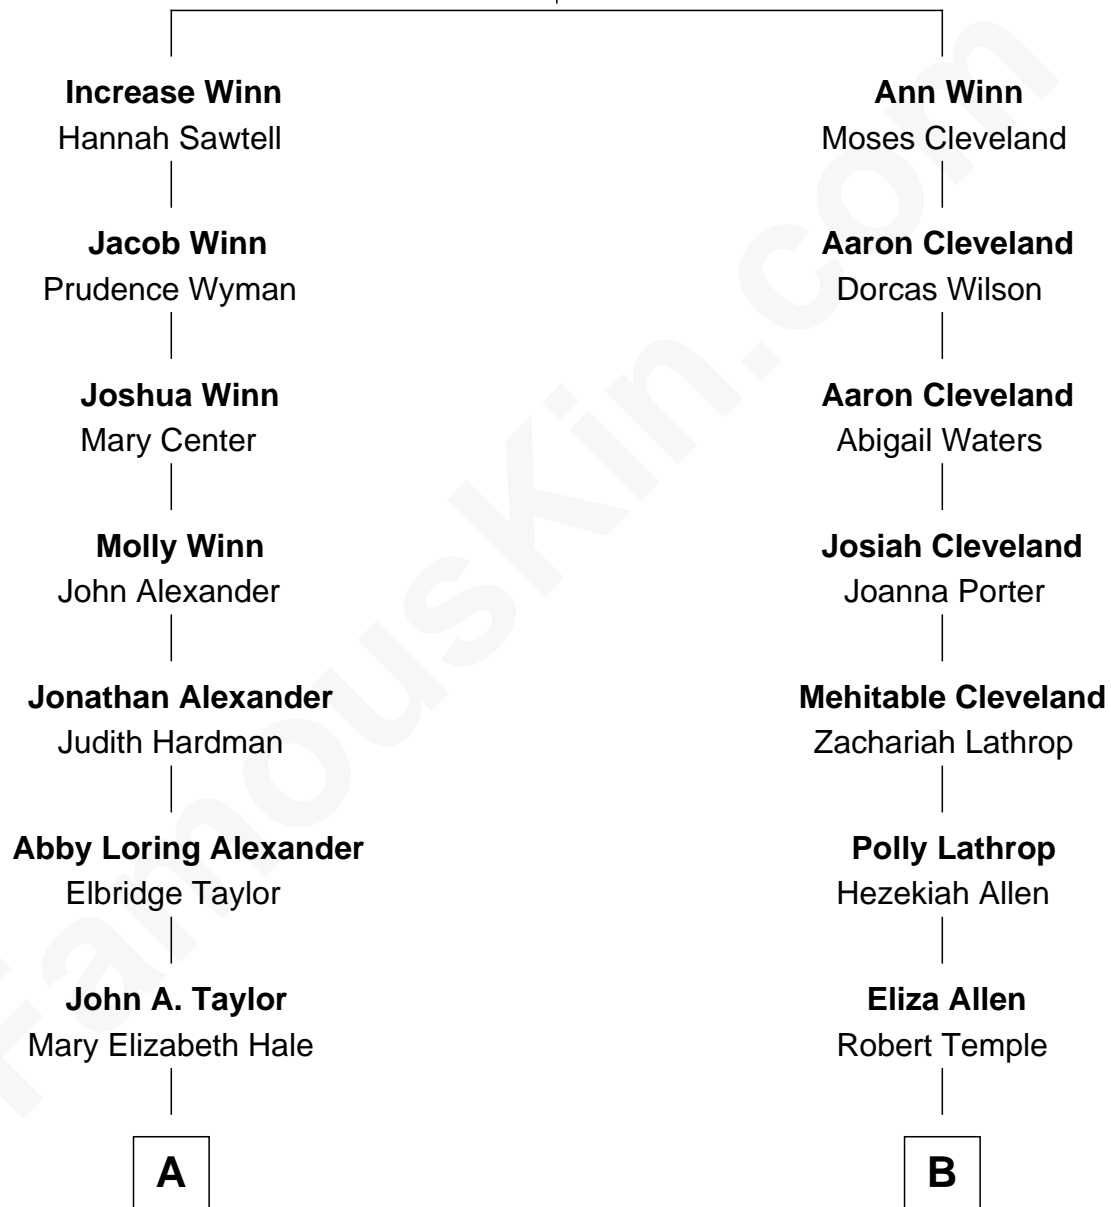 Increase Winn
Hannah Sawtell
Jacob Winn
Prudence Wyman
Joshua Winn
Mary Center
Molly Winn
John Alexander
Jonathan Alexander
Judith Hardman
Abby Loring Alexander
Elbridge Taylor
John A. Taylor
Mary Elizabeth Hale
A
Ann Winn
Moses Cleveland
Aaron Cleveland
Dorcas Wilson
Aaron Cleveland
Abigail Waters
Josiah Cleveland
Joanna Porter
Mehitable Cleveland
Zachariah Lathrop
Polly Lathrop
Hezekiah Allen
Eliza Allen
Robert Temple
B
FamousKin.com